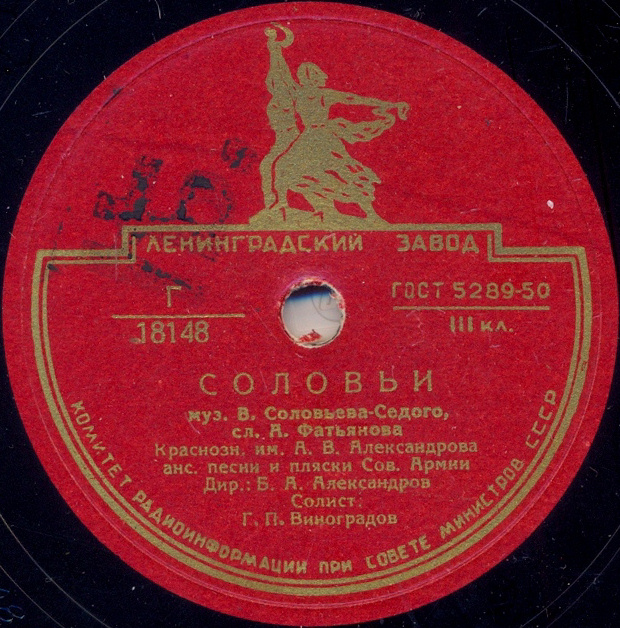 ЛЕНИНГРАДСКИЙ ЗАВОД
Г
18148
ГОСТ 5289-50
III кл.
СОЛОВЬИ
муз. В. Соловьева-Седого,
сл. А. Фатьянова
Краснозн. им. А. В. Александрова
анс. песни и пляски Сов. Армии
Дир.: Б. А. Александров
Солист:
Г. П. Виноградов
КОМИТЕТ РАДИОИНФОРМАЦИИ ПРИ СОВЕТЕ МИНИСТРОВ СССР